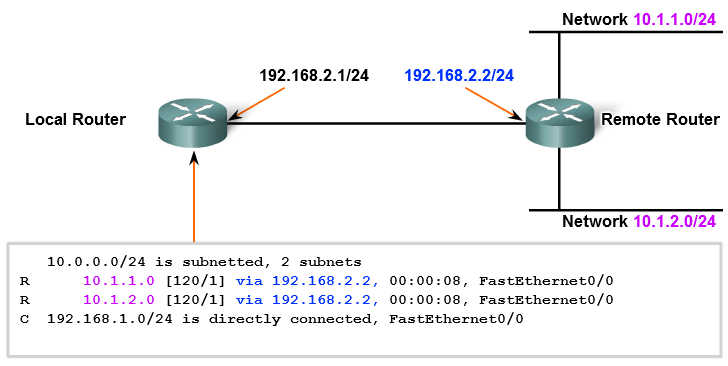 Network 10.1.1.0/24
192.168.2.1/24
192.168.2.2/24
Local Router
Remote Router
Network 10.1.2.0/24
10.0.0.0/24 is subnetted, 2 subnets
R 10.1.1.0 [120/1] via 192.168.2.2, 00:00:08, FastEthernet0/0
R 10.1.2.0 [120/1] via 192.168.2.2, 00:00:08, FastEthernet0/0
C 192.168.1.0/24 is directly connected, FastEthernet0/0